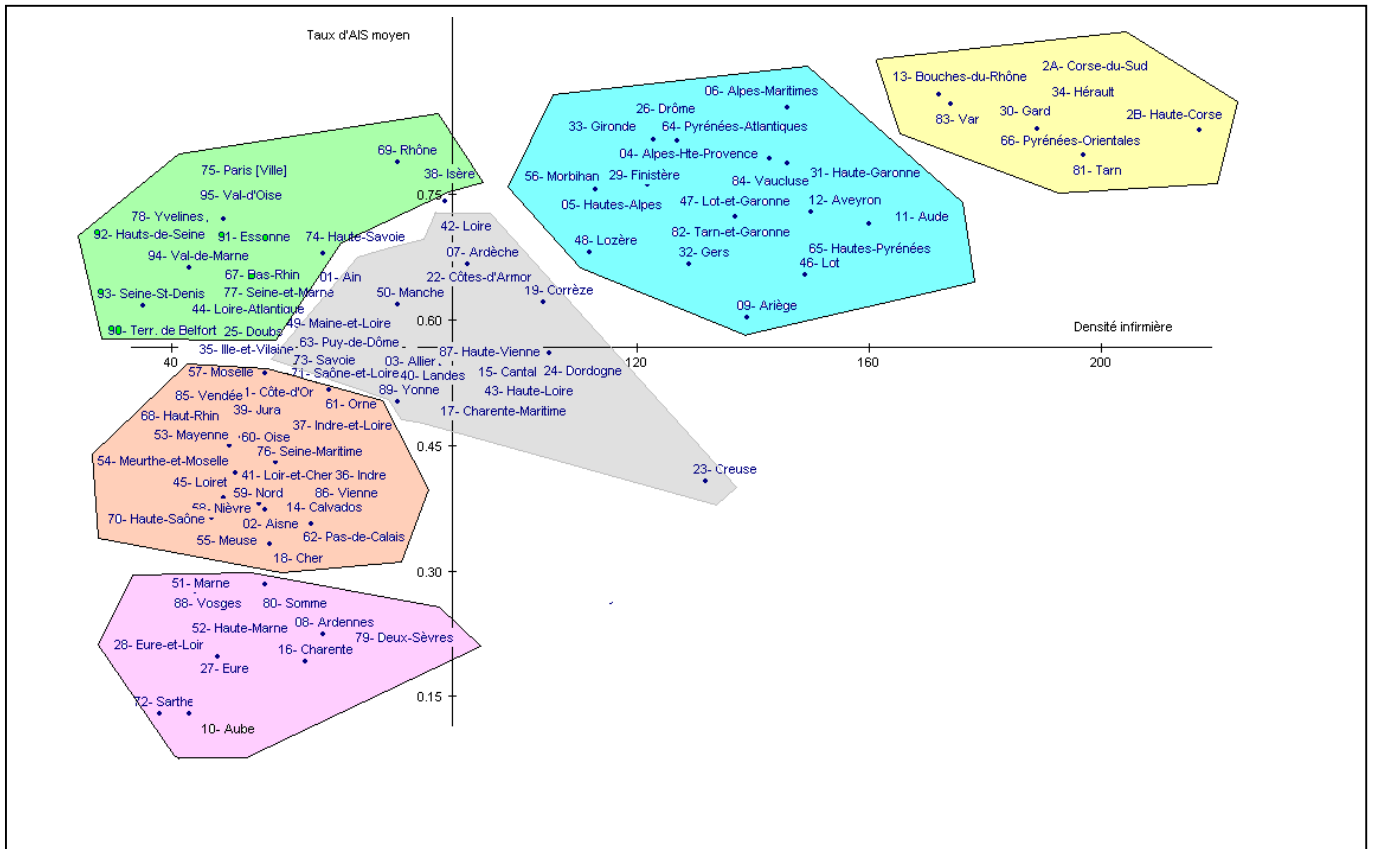 Taux d'AIS moyen
2A- Corse-du-Sud
13- Bouches-du-Rhône
06- Alpes-Maritimes
34- Hérault
26- Drôme
30- Gard
2B- Haute-Corse
83- Var
33- Gironde
64- Pyrénées-Atlantiques
66- Pyrénées-Orientales
69- Rhône
04- Alpes-Hte-Provence
75- Paris [Ville]
81- Tarn
38- Isère
56- Morbihan
29- Finistère
84- Vaucluse
31- Haute-Garonne
95- Val-d'Oise
0.75
05- Hautes-Alpes
47- Lot-et-Garonne
12- Aveyron
78- Yvelines
11- Aude
42- Loire
92- Hauts-de-Seine
91- Essonne
74- Haute-Savoie
82- Tarn-et-Garonne
48- Lozère
65- Hautes-Pyrénées
94- Val-de-Marne
07- Ardèche
32- Gers
46- Lot
67- Bas-Rhin
01- Ain
22- Côtes-d'Armor
93- Seine-St-Denis
77- Seine-et-Marne
50- Manche
19- Corrèze
44- Loire-Atlantique
09- Ariège
49- Maine-et-Loire
0.60
90- Terr. de Belfort
25- Doubs
Densité infirmière
35- Ille-et-Vilaine
63- Puy-de-Dôme
87- Haute-Vienne
40
120
160
200
73- Savoie
03- Allier
57- Moselle
71- Saône-et-Loire
40- Landes
15- Cantal
24- Dordogne
85- Vendée
1- Côte-d'Or
89- Yonne
43- Haute-Loire
39- Jura
61- Orne
17- Charente-Maritime
68- Haut-Rhin
37- Indre-et-Loire
53- Mayenne
60- Oise
0.45
76- Seine-Maritime
54- Meurthe-et-Moselle
23- Creuse
41- Loir-et-Cher
36- Indre
45- Loiret
59- Nord
86- Vienne
58- Nièvre
14- Calvados
70- Haute-Saône
02- Aisne
55- Meuse
62- Pas-de-Calais
18- Cher
0.30
51- Marne
88- Vosges
80- Somme
08- Ardennes
52- Haute-Marne
79- Deux-Sèvres
28- Eure-et-Loir
16- Charente
27- Eure
0.15
72- Sarthe
10- Aube